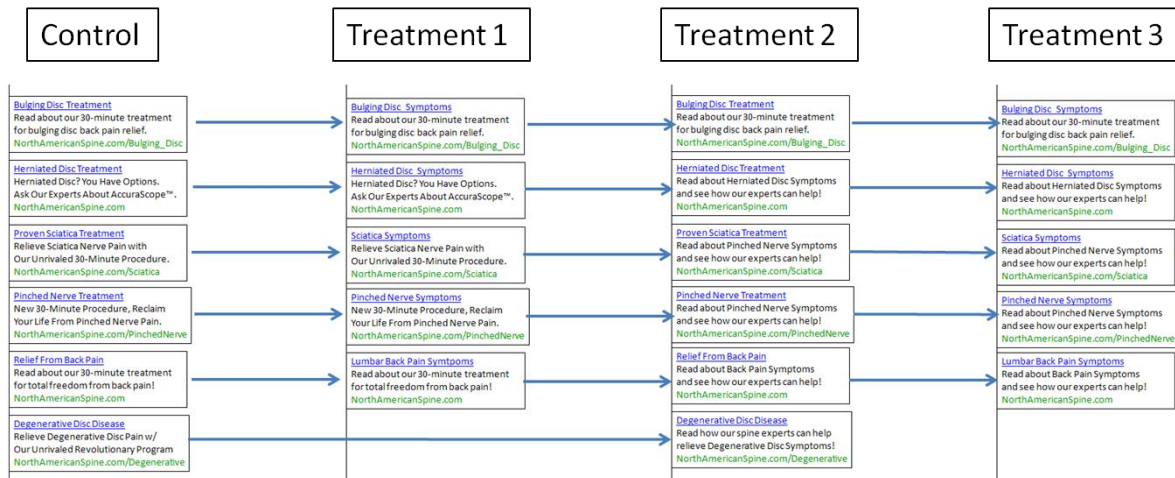 Control
Treatment 1
Treatment 2
Treatment 3
Bulging Disc Treatment
Read about our 30-minute treatment
for bulging disc back pain relief.
NorthAmericanSpine.com/Bulging_Disc
Herniated Disc Treatment
Herniated Disc? You Have Options.
Ask Our Experts About AccuraScope™.
NorthAmericanSpine.com
Proven Sciatica Treatment
Relieve Sciatica Nerve Pain with
Our Unrivaled 30-Minute Procedure.
NorthAmericanSpine.com/Sciatica
Pinched Nerve Treatment
New 30-Minute Procedure, Reclaim
Your Life From Pinched Nerve Pain.
NorthAmericanSpine.com/PinchedNerve
Relief From Back Pain
Read about our 30-minute treatment
for total freedom from back pain!
NorthAmericanSpine.com
Degenerative Disc Disease
Relieve Degenerative Disc Pain w/
Our Unrivaled Revolutionary Program
NorthAmericanSpine.com/Degenerative
Bulging Disc Symptoms
Read about our 30-minute treatment
for bulging disc back pain relief.
NorthAmericanSpine.com/Bulging_Disc
Herniated Disc Symptoms
Herniated Disc? You Have Options.
Ask Our Experts About AccuraScope™.
NorthAmericanSpine.com
Sciatica Symptoms
Relieve Sciatica Nerve Pain with
Our Unrivaled 30-Minute Procedure.
NorthAmericanSpine.com/Sciatica
Pinched Nerve Symptoms
New 30-Minute Procedure, Reclaim
Your Life From Pinched Nerve Pain.
NorthAmericanSpine.com/PinchedNerve
Lumbar Back Pain Symtpoms
Read about our 30-minute treatment
for total freedom from back pain!
NorthAmericanSpine.com
Bulging Disc Treatment
Read about our 30-minute treatment
for bulging disc back pain relief.
NorthAmericanSpine.com/Bulging_Disc
Herniated Disc Treatment
Read about Herniated Disc Symptoms
and see how our experts can help!
NorthAmericanSpine.com
Proven Sciatica Treatment
Read about Pinched Nerve Symptoms
and see how our experts can help!
NorthAmericanSpine.com/Sciatica
Pinched Nerve Treatment
Read about Pinched Nerve Symptoms
and see how our experts can help!
NorthAmericanSpine.com/PinchedNerve
Relief From Back Pain
Read about Back Pain Symptoms
and see how our experts can help!
NorthAmericanSpine.com
Degenerative Disc Disease
Read how our spine experts can help
relieve Degenerative Disc Symptoms!
NorthAmericanSpine.com/Degenerative
Bulging Disc Symptoms
Read about our 30-minute treatment
for bulging disc back pain relief.
NorthAmericanSpine.com/Bulging_Disc
Herniated Disc Symptoms
Read about Herniated Disc Symptoms
and see how our experts can help!
NorthAmericanSpine.com
Sciatica Symptoms
Read about Pinched Nerve Symptoms
and see how our experts can help!
NorthAmericanSpine.com/Sciatica
Pinched Nerve Symptoms
Read about Pinched Nerve Symptoms
and see how our experts can help!
NorthAmericanSpine.com/PinchedNerve
Lumbar Back Pain Symptoms
Read about Back Pain Symptoms
and see how our experts can help!
NorthAmericanSpine.com